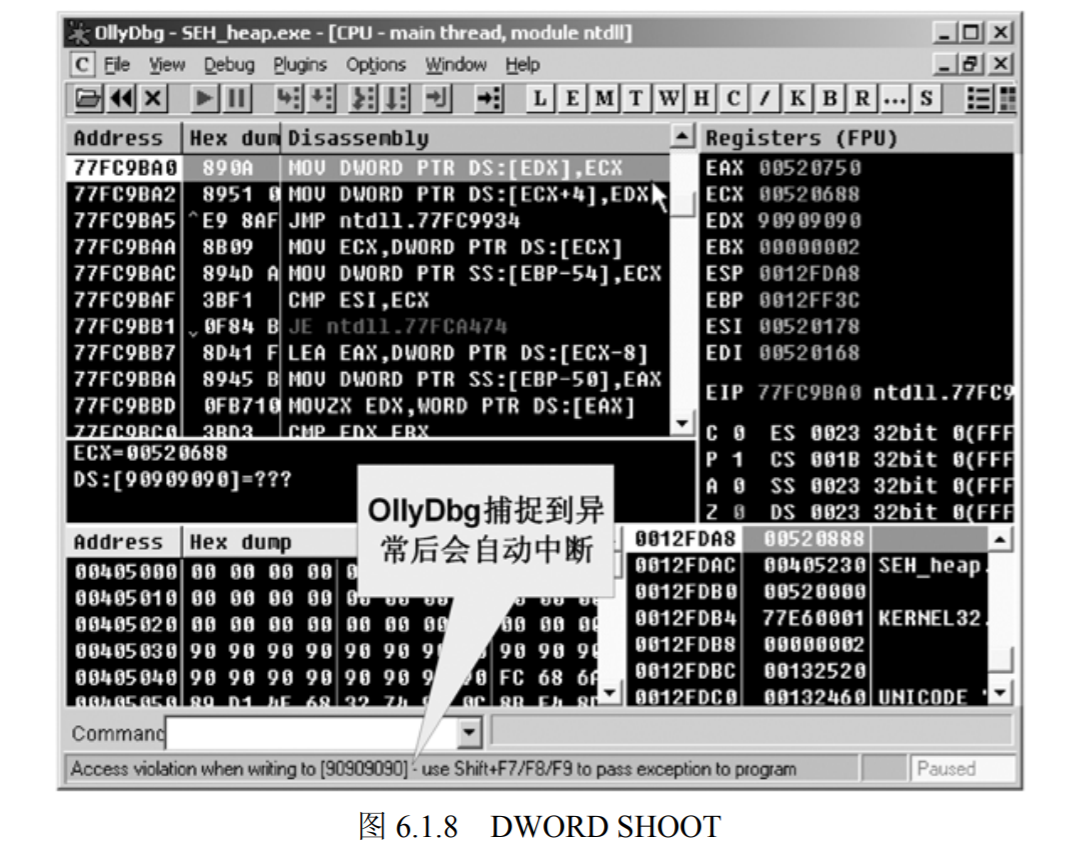 OllyDbg - SEH_heap.exe - [CPU - main thread, module ntdll]
C File View Debug Plugins Options Window Help
L E M T W H C / K B R ... S
Address Hex dum Disassembly
77FC9BA0 890A MOV DWORD PTR DS:[EDX],ECX
77FC9BA2 8951 0 MOV DWORD PTR DS:[ECX+4],EDX
77FC9BA5 ^E9 8AF JMP ntdll.77FC9934
77FC9BAA 8B09 MOV ECX,DWORD PTR DS:[ECX]
77FC9BAC 894D A MOV DWORD PTR SS:[EBP-54],ECX
77FC9BAF 3BF1 CMP ESI,ECX
77FC9BB1 0F84 B JE ntdll.77FCA474
77FC9BB7 8D41 F LEA EAX,DWORD PTR DS:[ECX-8]
77FC9BBA 8945 B MOV DWORD PTR SS:[EBP-50],EAX
77FC9BBD 0FB710 MOVZX EDX,WORD PTR DS:[EAX]
77FC9BC0 3BD3 CMP EDX EBX
Registers (FPU)
EAX 00520750
ECX 00520688
EDX 90909090
EBX 00000002
ESP 0012FDA8
EBP 0012FF3C
ESI 00520178
EDI 00520168
EIP 77FC9BA0 ntdll.77FC9
C 0 ES 0023 32bit 0(FFF
P 1 CS 001B 32bit 0(FFF
A 0 SS 0023 32bit 0(FFF
Z 0 DS 0023 32bit 0(FFF
ECX=00520688
DS:[90909090]=???
OllyDbg捕捉到异
常后会自动中断
Address Hex dump
00405000 00 00 00 00
00405010 00 00 00 00
00405020 00 00 00 00 00 00 00 00 00
00405030 90 90 90 90 90 90 90 90 90 90
00405040 90 90 90 90 90 90 90 FC 68 6A
00405050 89 D1 4F 68 32 74 0C 8B F4 8D
0012FDA8 00520888
0012FDAC 00405230 SEH_heap.
0012FDB0 00520000
0012FDB4 77E60001 KERNEL32.
0012FDB8 00000002
0012FDBC 00132520
0012FDC0 00132460 UNICODE "
Command
Access violation when writing to [90909090] - use Shift+F7/F8/F9 to pass exception to program
Paused
图 6.1.8 DWORD SHOOT